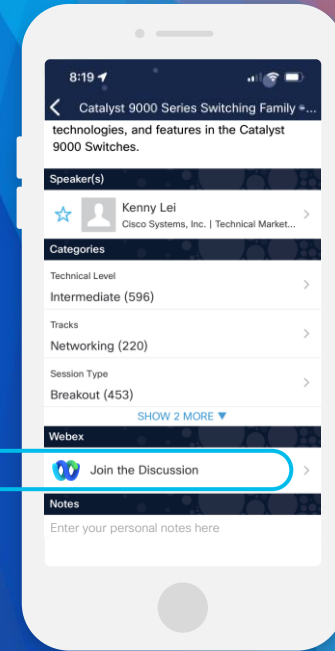 8:19
Catalyst 9000 Series Switching Family -...
technologies, and features in the Catalyst
9000 Switches.
Speaker(s)
Kenny Lei
Cisco Systems, Inc. | Technical Market...
Categories
Technical Level
Intermediate (596)
Tracks
Networking (220)
Session Type
Breakout (453)
SHOW 2 MORE ▼
Webex
Join the Discussion
Notes
Enter your personal notes here